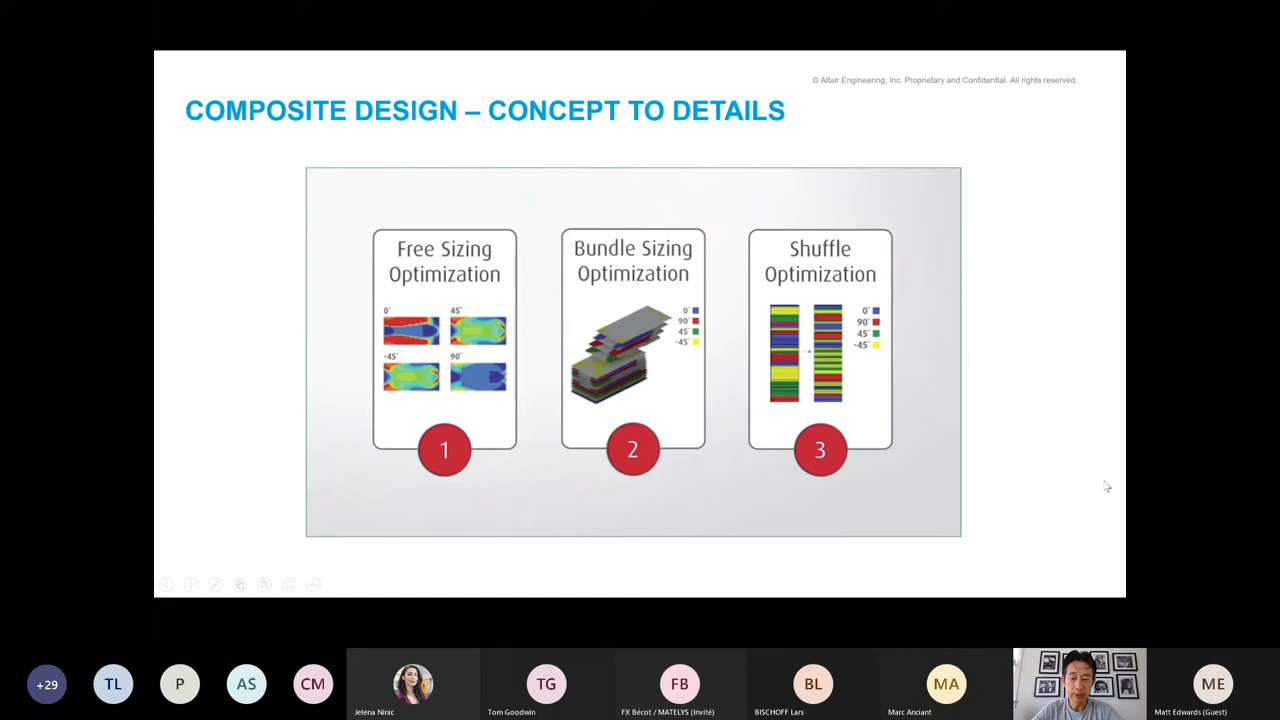 © Altair Engineering, Inc. Proprietary and Confidential. All rights reserved.
COMPOSITE DESIGN – CONCEPT TO DETAILS
Free Sizing
Optimization
0˚
45˚
-45˚
90˚
1
Bundle Sizing
Optimization
0˚
90˚
45˚
-45˚
2
Shuffle
Optimization
0˚
90˚
45˚
-45˚
3
+29
TL
P
AS
CM
Jelena Ninic
TG
Tom Goodwin
FB
FX Bécot / MATELYS (Invité)
BL
BISCHOFF Lars
MA
Marc Anciant
ME
Matt Edwards (Guest)